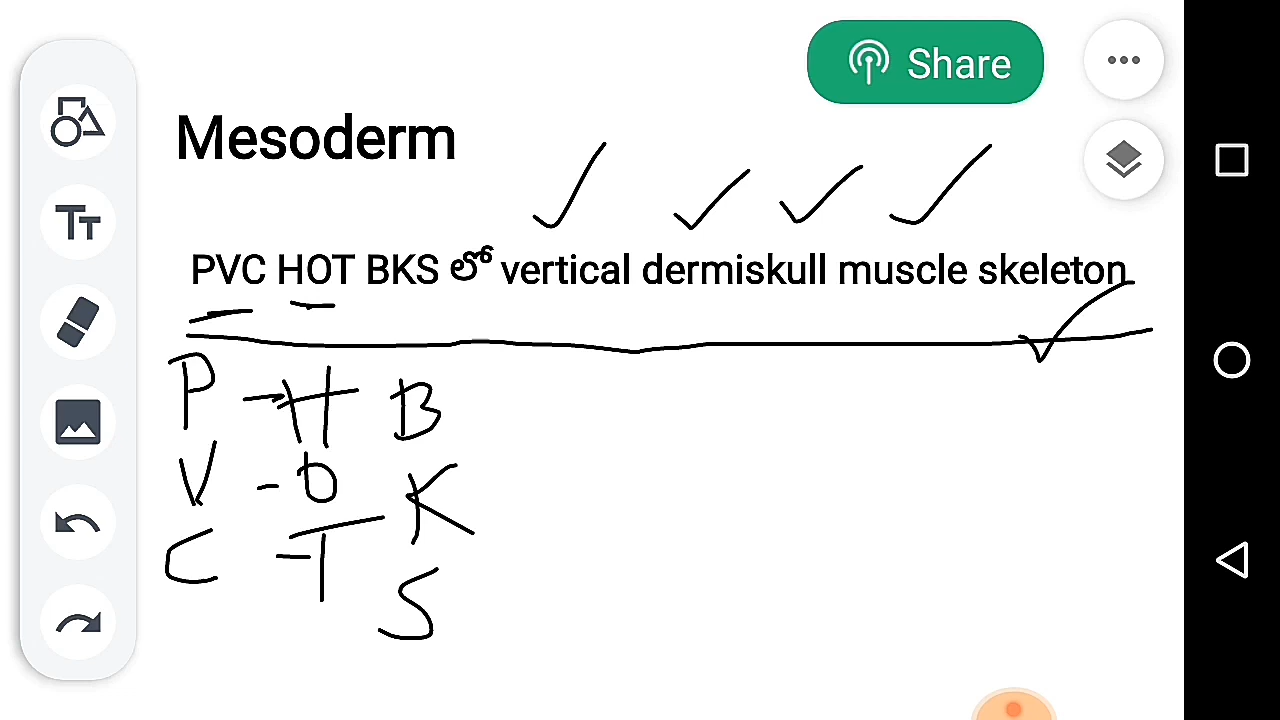 Share
Mesoderm
PVC HOT BKS లో vertical dermiskull muscle skeleton
P - H B
V - O K
C - T S